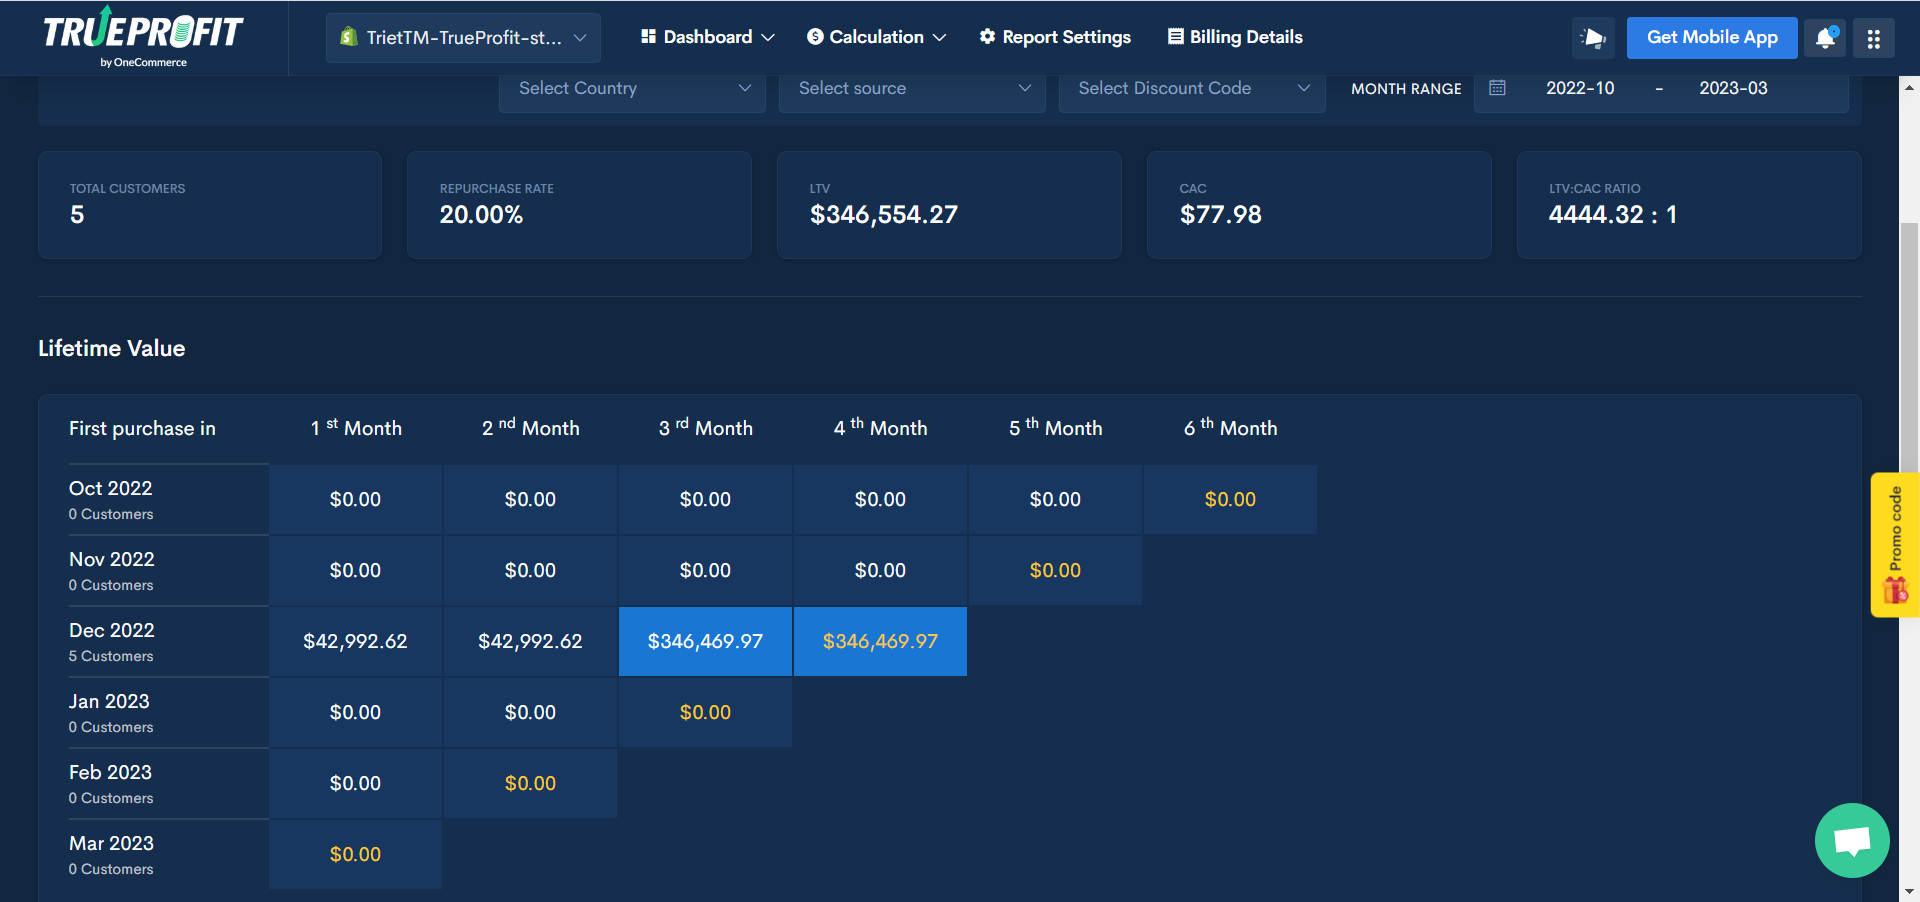 TRUEPROFIT
by OneCommerce
TrietTM-TrueProfit-st...
Dashboard
Calculation
Report Settings
Billing Details
Get Mobile App
Select Country
Select source
Select Discount Code
MONTH RANGE
2022-10 - 2023-03
TOTAL CUSTOMERS
5
REPURCHASE RATE
20.00%
LTV
$346,554.27
CAC
$77.98
LTV:CAC RATIO
4444.32 : 1
Lifetime Value
First purchase in 1 st Month 2 nd Month 3 rd Month 4 th Month 5 th Month 6 th Month
Oct 2022
0 Customers
$0.00 $0.00 $0.00 $0.00 $0.00 $0.00
Nov 2022
0 Customers
$0.00 $0.00 $0.00 $0.00 $0.00
Dec 2022
5 Customers
$42,992.62 $42,992.62 $346,469.97 $346,469.97
Jan 2023
0 Customers
$0.00 $0.00 $0.00
Feb 2023
0 Customers
$0.00 $0.00
Mar 2023
0 Customers
$0.00
Promo code